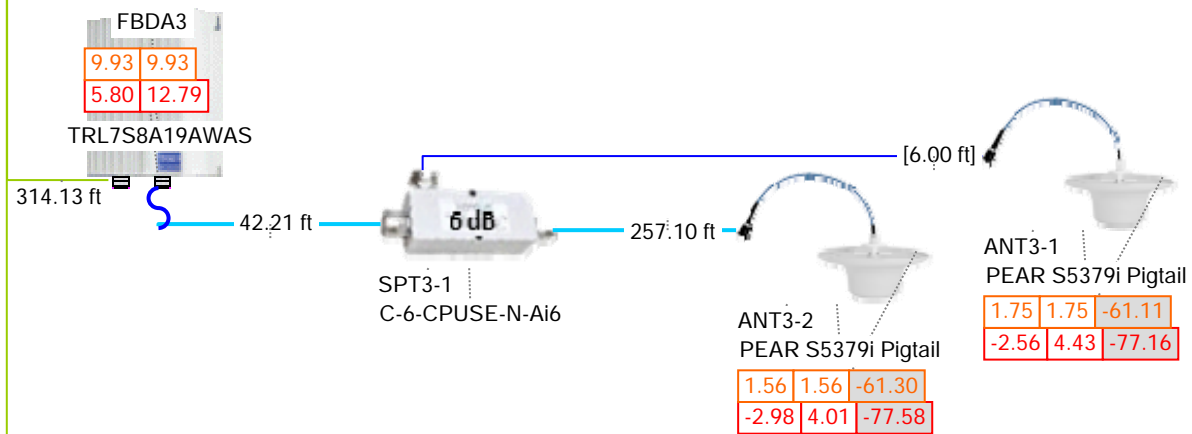 FBDA3
9.93 9.93
5.80 12.79
TRL7S8A19AWAS
314.13 ft
42.21 ft
6 dB
SPT3-1
C-6-CPUSE-N-Ai6
257.10 ft
[6.00 ft]
ANT3-2
PEAR S5379i Pigtail
1.56 1.56 -61.30
-2.98 4.01 -77.58
ANT3-1
PEAR S5379i Pigtail
1.75 1.75 -61.11
-2.56 4.43 -77.16